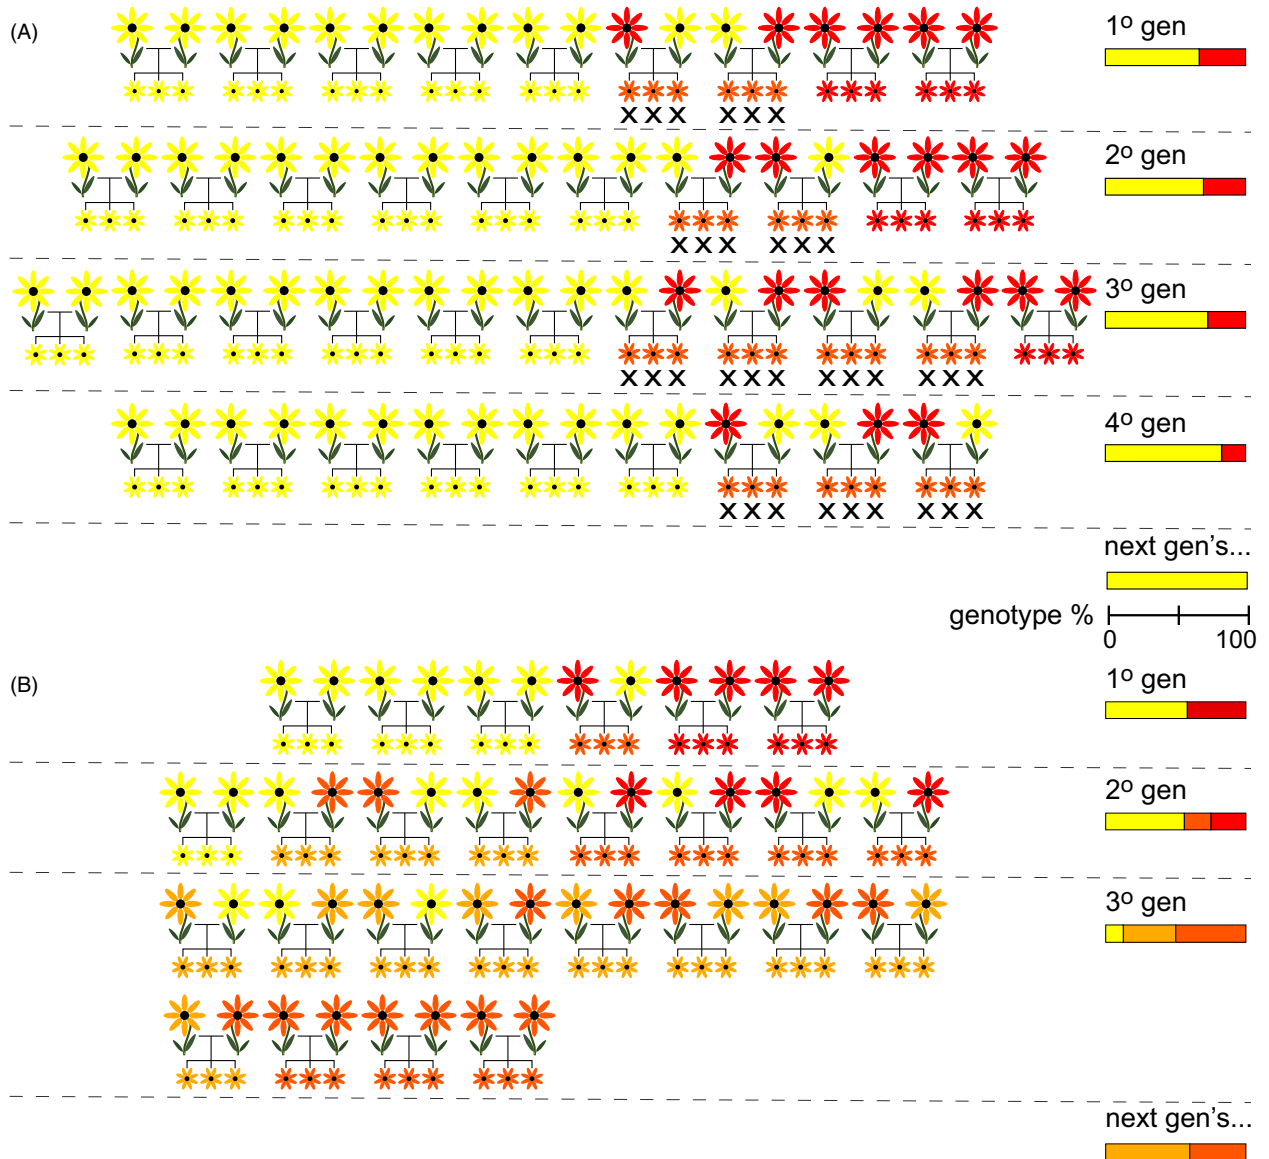 (A)
1º gen
X X X X X X
2º gen
X X X X X X
3º gen
X X X X X X X X X X X X
4º gen
X X X X X X X X X
next gen's...
genotype %
0 100
(B)
1º gen
2º gen
3º gen
next gen's...